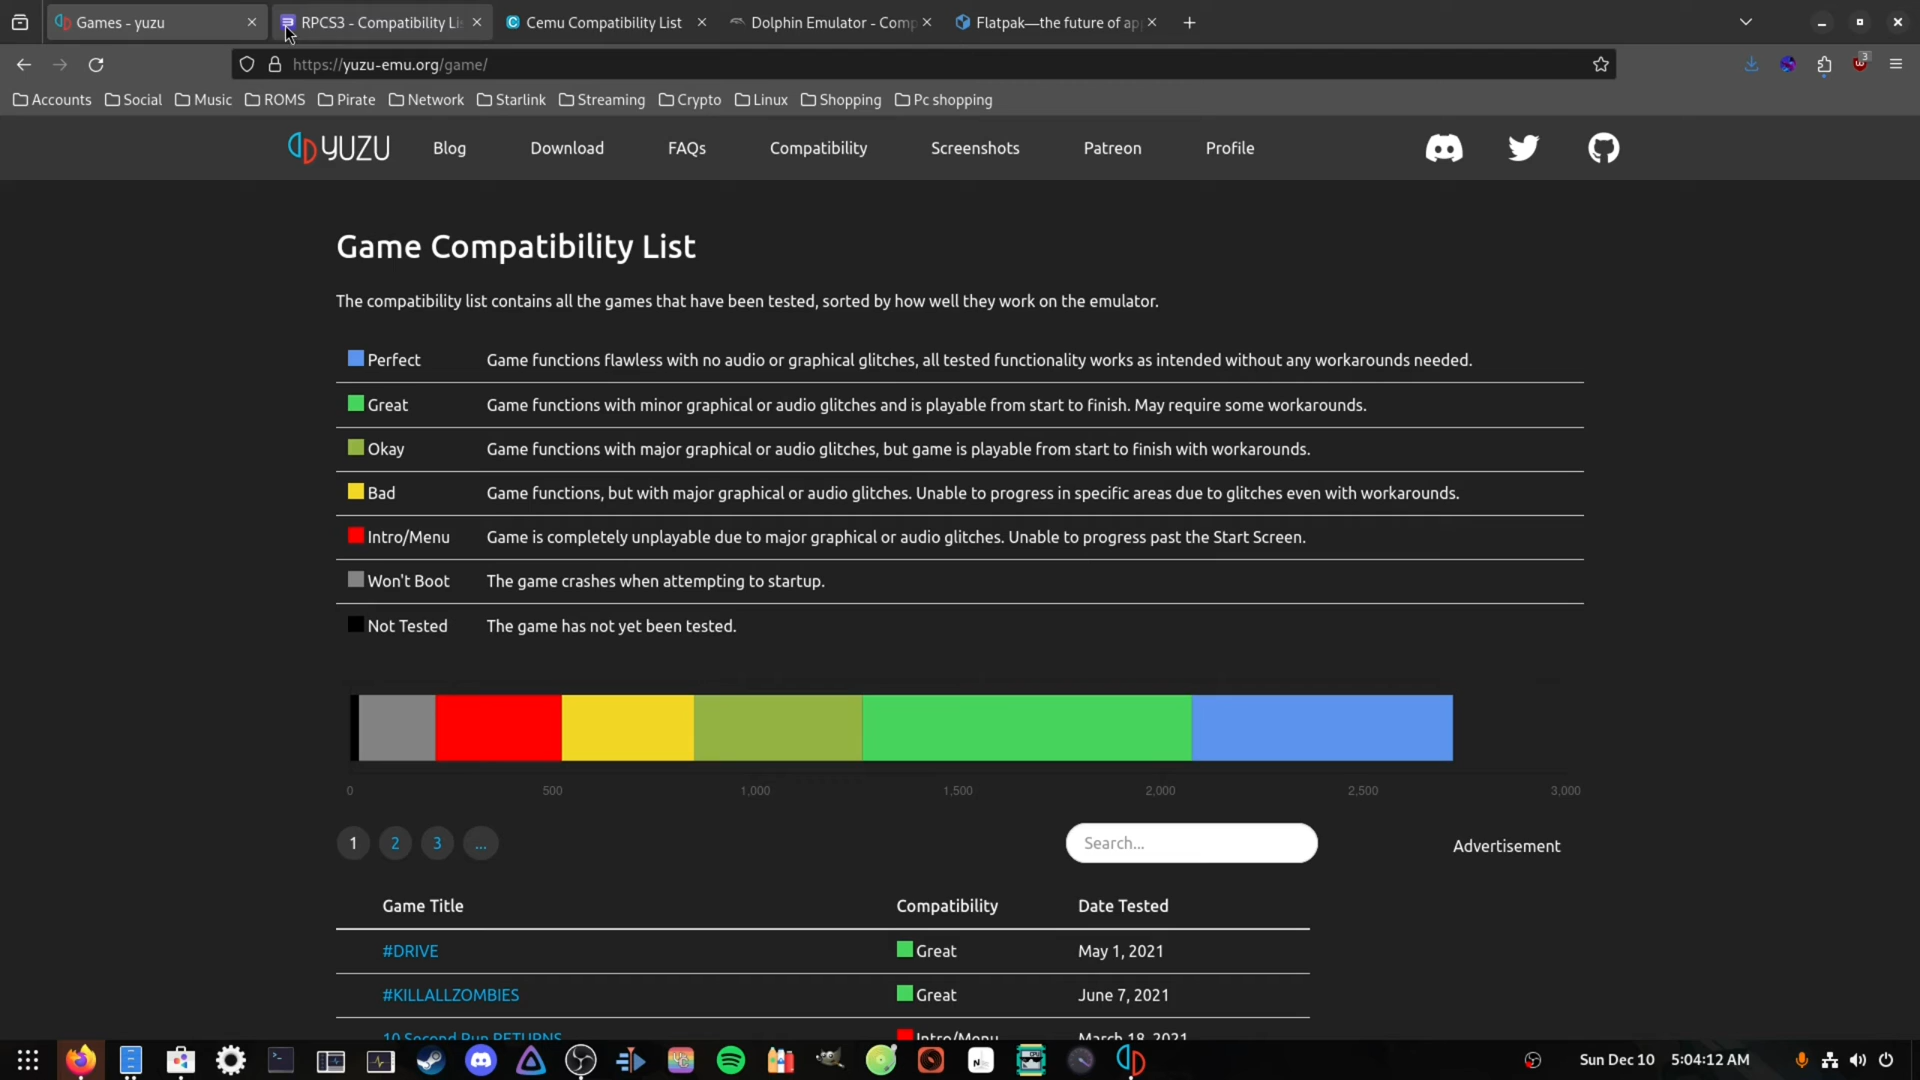 Games - yuzu
RPCS3 - Compatibility Li
Cemu Compatibility List
Dolphin Emulator - Comp
Flatpak—the future of ap
https://yuzu-emu.org/game/
3
Accounts Social Music ROMS Pirate Network Starlink Streaming Crypto Linux Shopping Pc shopping
YUZU Blog Download FAQs Compatibility Screenshots Patreon Profile
Game Compatibility List
The compatibility list contains all the games that have been tested, sorted by how well they work on the emulator.
Perfect Game functions flawless with no audio or graphical glitches, all tested functionality works as intended without any workarounds needed.
Great Game functions with minor graphical or audio glitches and is playable from start to finish. May require some workarounds.
Okay Game functions with major graphical or audio glitches, but game is playable from start to finish with workarounds.
Bad Game functions, but with major graphical or audio glitches. Unable to progress in specific areas due to glitches even with workarounds.
Intro/Menu Game is completely unplayable due to major graphical or audio glitches. Unable to progress past the Start Screen.
Won't Boot The game crashes when attempting to startup.
Not Tested The game has not yet been tested.
0 500 1,000 1,500 2,000 2,500 3,000
1 2 3 ... Search... Advertisement
Game Title Compatibility Date Tested
#DRIVE Great May 1, 2021
#KILLALLZOMBIES Great June 7, 2021
10 Second Run RETURNS Intro/Menu March 18, 2021
Sun Dec 10 5:04:12 AM